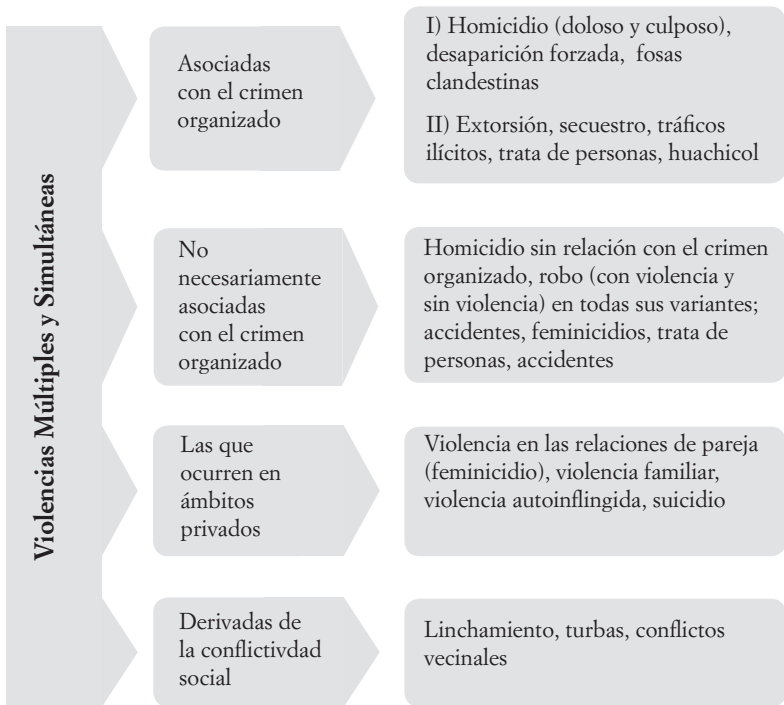 Violencias Múltiples y Simultáneas
Asociadas
con el crimen
organizado
I) Homicidio (doloso y culposo),
desaparición forzada, fosas
clandestinas
II) Extorsión, secuestro, tráficos
ilícitos, trata de personas, huachicol
No
necesariamente
asociadas
con el crimen
organizado
Homicidio sin relación con el crimen
organizado, robo (con violencia y
sin violencia) en todas sus variantes;
accidentes, feminicidios, trata de
personas, accidentes
Las que
ocurren en
ámbitos
privados
Violencia en las relaciones de pareja
(feminicidio), violencia familiar,
violencia autoinflingida, suicidio
Derivadas de
la conflictivdad
social
Linchamiento, turbas, conflictos
vecinales